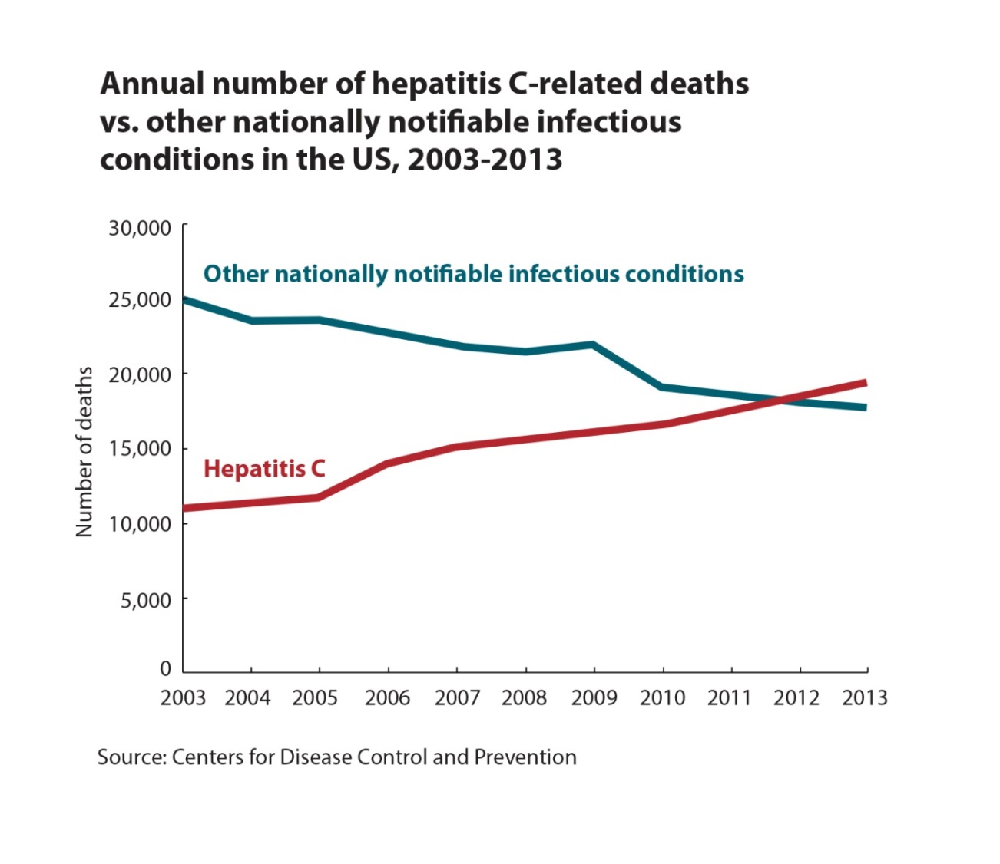 Annual number of hepatitis C-related deaths
vs. other nationally notifiable infectious
conditions in the US, 2003-2013
30,000
Other nationally notifiable infectious conditions
25,000
20,000
Number of deaths
15,000
Hepatitis C
10,000
5,000
0
2003 2004 2005 2006 2007 2008 2009 2010 2011 2012 2013
Source: Centers for Disease Control and Prevention